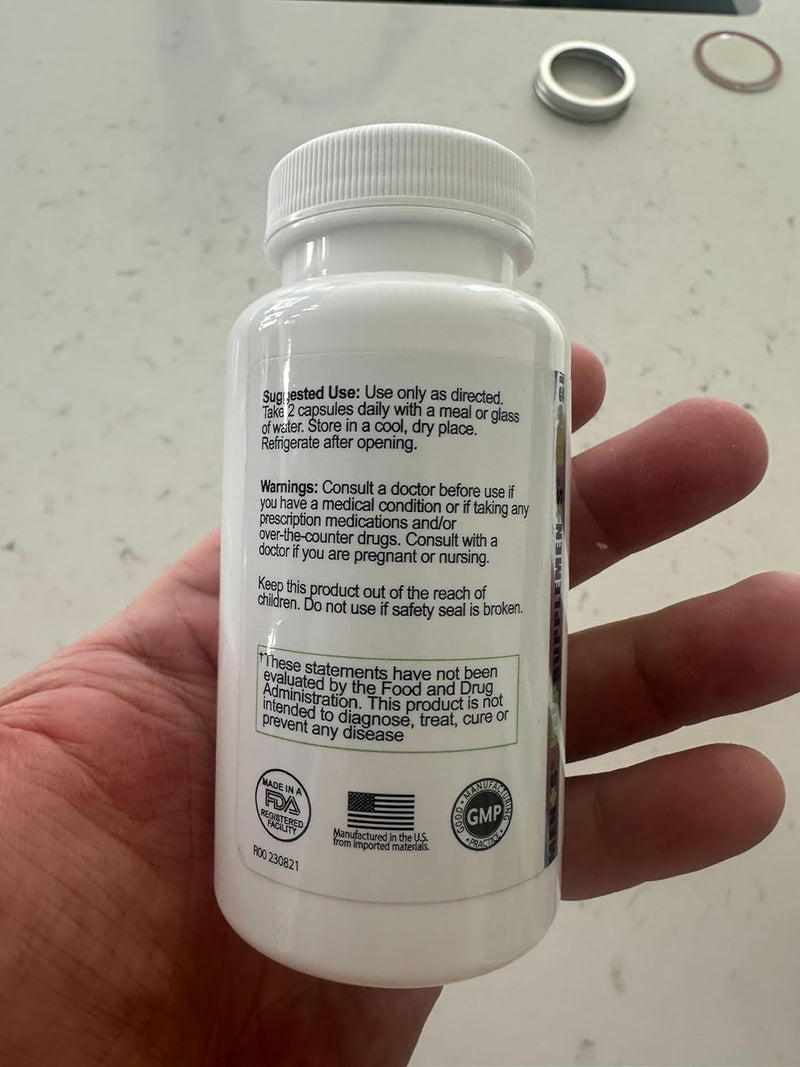 Suggested Use: Use only as directed.
Take 2 capsules daily with a meal or glass
of water. Store in a cool, dry place.
Refrigerate after opening.
Warnings: Consult a doctor before use if
you have a medical condition or if taking any
prescription medications and/or
over-the-counter drugs. Consult with a
doctor if you are pregnant or nursing.
Keep this product out of the reach of
children. Do not use if safety seal is broken.
†These statements have not been
evaluated by the Food and Drug
Administration. This product is not
intended to diagnose, treat, cure or
prevent any disease
MADE IN A
FDA
REGISTERED
FACILITY
Manufactured in the U.S.
from imported materials.
GOOD • MANUFACTURING • PRACTICE
GMP
R00 230821
SUPPLEMEN